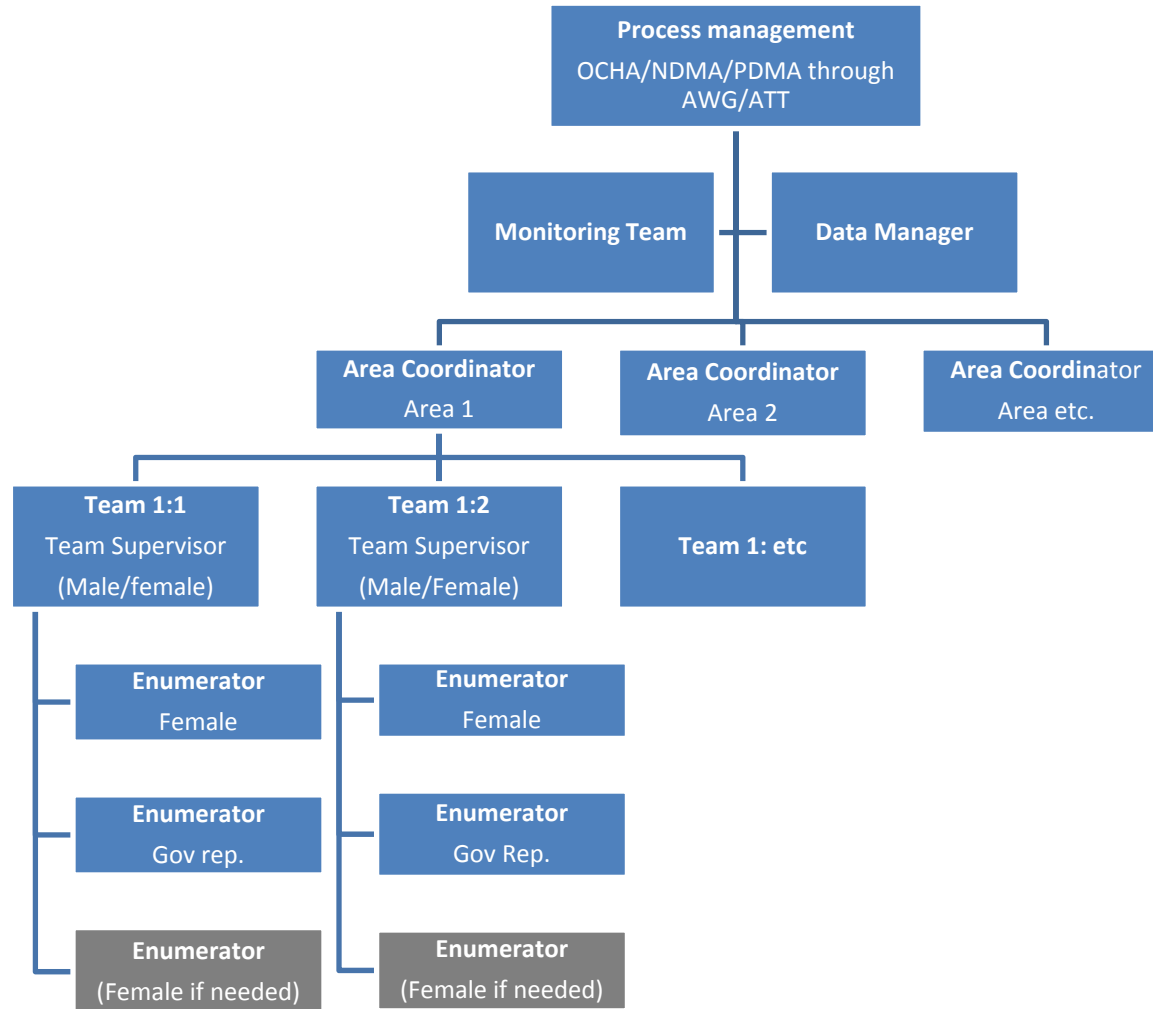 Process management
OCHA/NDMA/PDMA through
AWG/ATT
Monitoring Team
Data Manager
Area Coordinator
Area 1
Area Coordinator
Area 2
Area Coordinator
Area etc.
Team 1:1
Team Supervisor
(Male/female)
Team 1:2
Team Supervisor
(Male/Female)
Team 1: etc
Enumerator
Female
Enumerator
Female
Enumerator
Gov rep.
Enumerator
Gov Rep.
Enumerator
(Female if needed)
Enumerator
(Female if needed)